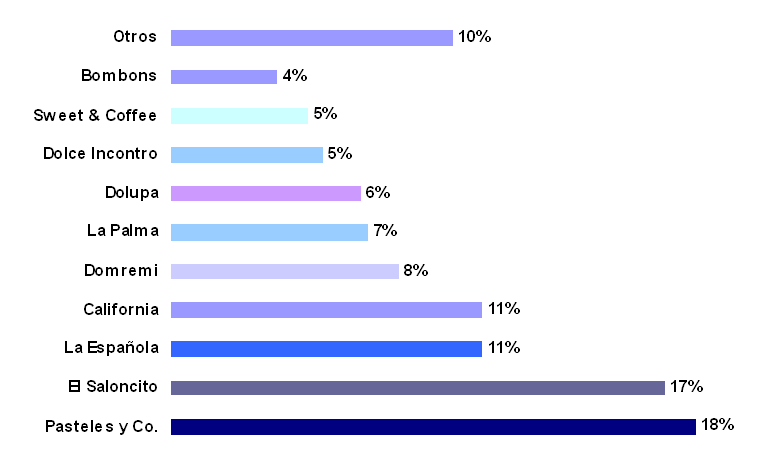 Otros 10%
Bombons 4%
Sweet & Coffee 5%
Dolce Incontro 5%
Dolupa 6%
La Palma 7%
Domremi 8%
California 11%
La Española 11%
El Saloncito 17%
Pasteles y Co. 18%